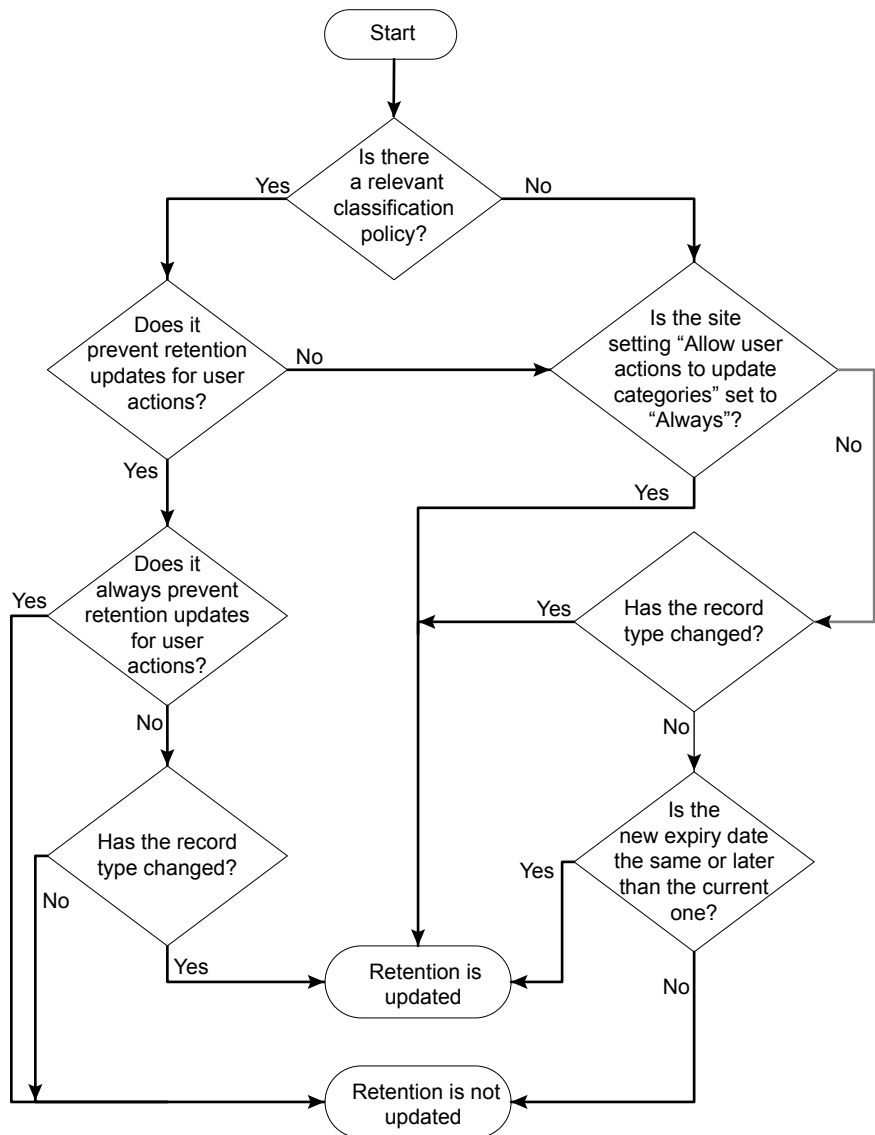 Start
Is there
a relevant
classification
policy?
Yes
No
Does it
prevent retention
updates for user
actions?
No
Is the site
setting “Allow user
actions to update
categories” set to
“Always”?
No
Yes
Yes
Does it
always prevent
retention updates
for user
actions?
Yes
Has the record
type changed?
Yes
No
No
Has the record
type changed?
No
Yes
Is the
new expiry date
the same or later
than the current
one?
Yes
No
Retention is
updated
Retention is not
updated